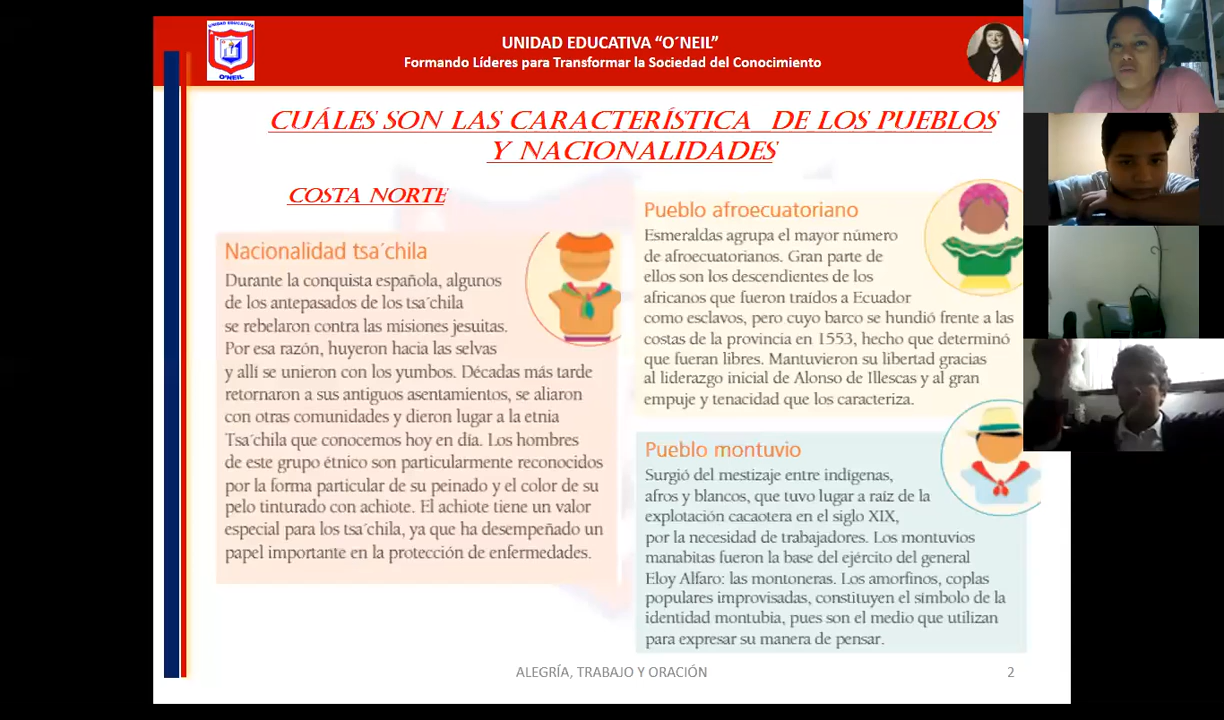 UNIDAD EDUCATIVA
O´NEIL
UNIDAD EDUCATIVA “O´NEIL”
Formando Líderes para Transformar la Sociedad del Conocimiento
CUÁLES SON LAS CARACTERÍSTICA DE LOS PUEBLOS
Y NACIONALIDADES
COSTA NORTE
Nacionalidad tsa´chila
Durante la conquista española, algunos
de los antepasados de los tsa´chila
se rebelaron contra las misiones jesuitas.
Por esa razón, huyeron hacia las selvas
y allí se unieron con los yumbos. Décadas más tarde
retornaron a sus antiguos asentamientos, se aliaron
con otras comunidades y dieron lugar a la etnia
Tsa´chila que conocemos hoy en día. Los hombres
de este grupo étnico son particularmente reconocidos
por la forma particular de su peinado y el color de su
pelo tinturado con achiote. El achiote tiene un valor
especial para los tsa´chila, ya que ha desempeñado un
papel importante en la protección de enfermedades.
Pueblo afroecuatoriano
Esmeraldas agrupa el mayor número
de afroecuatorianos. Gran parte de
ellos son los descendientes de los
africanos que fueron traídos a Ecuador
como esclavos, pero cuyo barco se hundió frente a las
costas de la provincia en 1553, hecho que determinó
que fueran libres. Mantuvieron su libertad gracias
al liderazgo inicial de Alonso de Illescas y al gran
empuje y tenacidad que los caracteriza.
Pueblo montuvio
Surgió del mestizaje entre indígenas,
afros y blancos, que tuvo lugar a raíz de la
explotación cacaotera en el siglo XIX,
por la necesidad de trabajadores. Los montuvios
manabitas fueron la base del ejército del general
Eloy Alfaro: las montoneras. Los amorfinos, coplas
populares improvisadas, constituyen el símbolo de la
identidad montubia, pues son el medio que utilizan
para expresar su manera de pensar.
ALEGRÍA, TRABAJO Y ORACIÓN
2